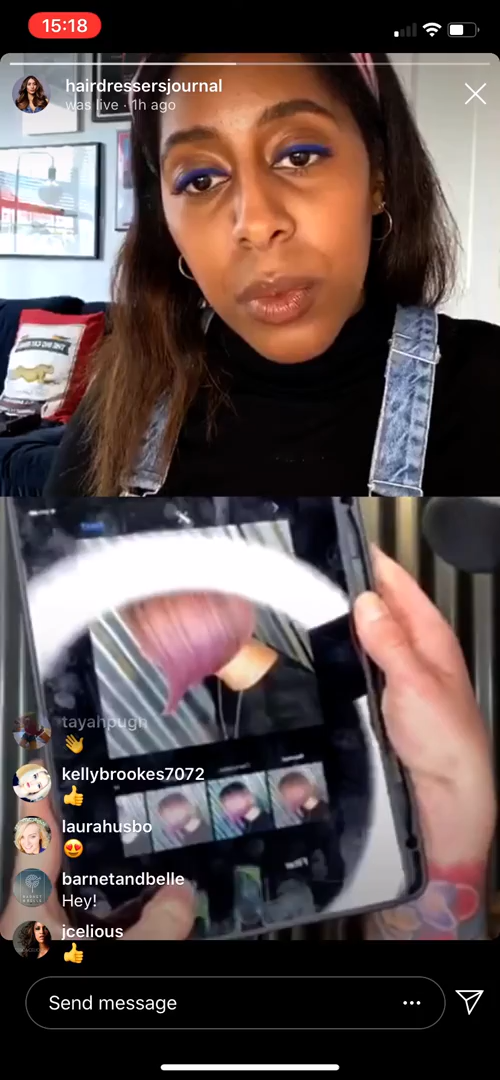 15:18
hairdressersjournal
was live · 1h ago
tayahpugh
👋
kellybrookes7072
👍
laurahusbo
😍
barnetandbelle
Hey!
jcelious
👍
Send message